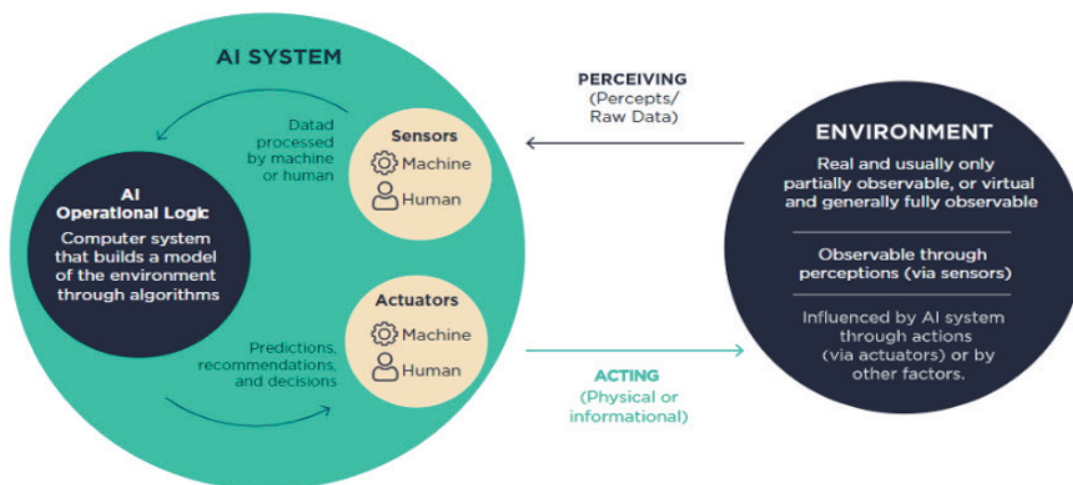 AI SYSTEM
Datad
processed
by machine
or human
Sensors
Machine
Human
AI
Operational Logic
Computer system
that builds a model
of the environment
through algorithms
Actuators
Machine
Human
Predictions,
recommendations,
and decisions
PERCEIVING
(Percepts/
Raw Data)
ACTING
(Physical or
informational)
ENVIRONMENT
Real and usually only
partially observable, or virtual
and generally fully observable
Observable through
perceptions (via sensors)
Influenced by AI system
through actions
(via actuators) or by
other factors.